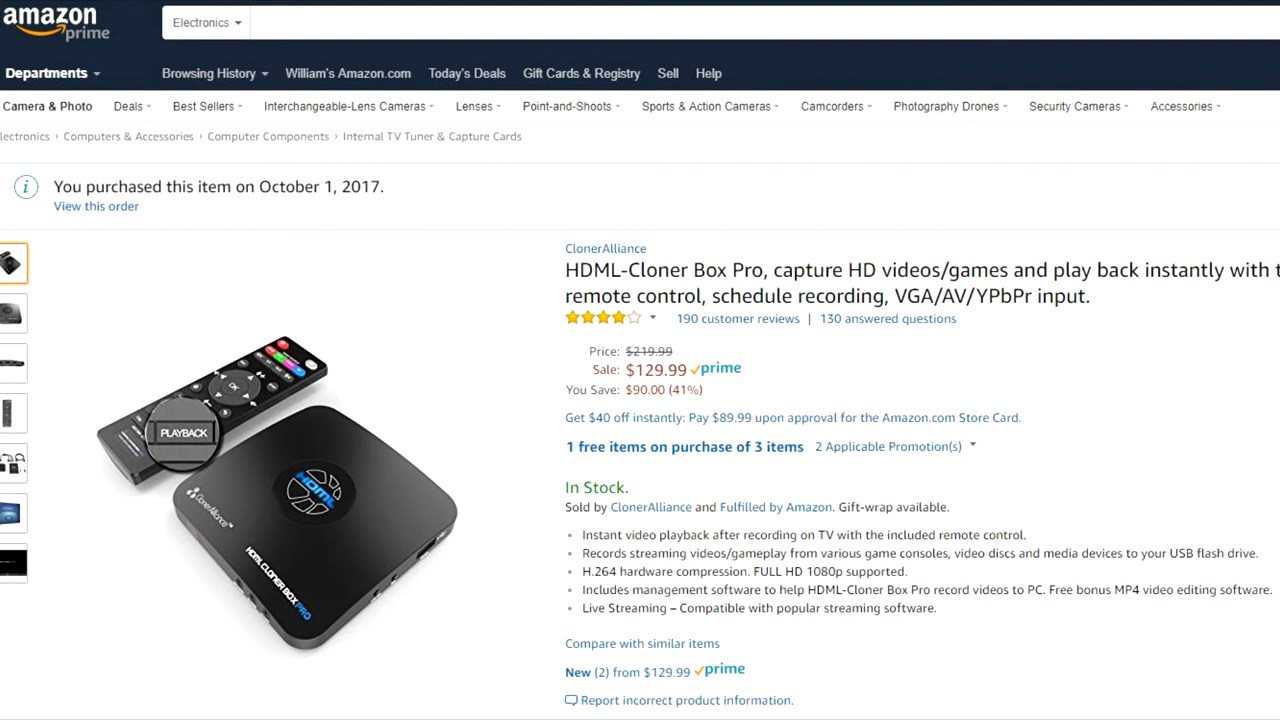 amazon
prime
Electronics
Departments
Browsing History
William's Amazon.com
Today's Deals
Gift Cards & Registry
Sell
Help
Camera & Photo
Deals
Best Sellers
Interchangeable-Lens Cameras
Lenses
Point-and-Shoots
Sports & Action Cameras
Camcorders
Photography Drones
Security Cameras
Accessories
lectronics › Computers & Accessories › Computer Components › Internal TV Tuner & Capture Cards
i
You purchased this item on October 1, 2017.
View this order
ClonerAlliance
HDML-Cloner Box Pro, capture HD videos/games and play back instantly with t
remote control, schedule recording, VGA/AV/YPbPr input.
190 customer reviews | 130 answered questions
Price: $219.99
Sale: $129.99 prime
You Save: $90.00 (41%)
Get $40 off instantly: Pay $89.99 upon approval for the Amazon.com Store Card.
1 free items on purchase of 3 items 2 Applicable Promotion(s)
In Stock.
Sold by ClonerAlliance and Fulfilled by Amazon. Gift-wrap available.
• Instant video playback after recording on TV with the included remote control.
• Records streaming videos/gameplay from various game consoles, video discs and media devices to your USB flash drive.
• H.264 hardware compression. FULL HD 1080p supported.
• Includes management software to help HDML-Cloner Box Pro record videos to PC. Free bonus MP4 video editing software.
• Live Streaming – Compatible with popular streaming software.
Compare with similar items
New (2) from $129.99 prime
Report incorrect product information.
OK
PLAYBACK
HDML
ClonerAlliance™
HDML CLONER BOX PRO